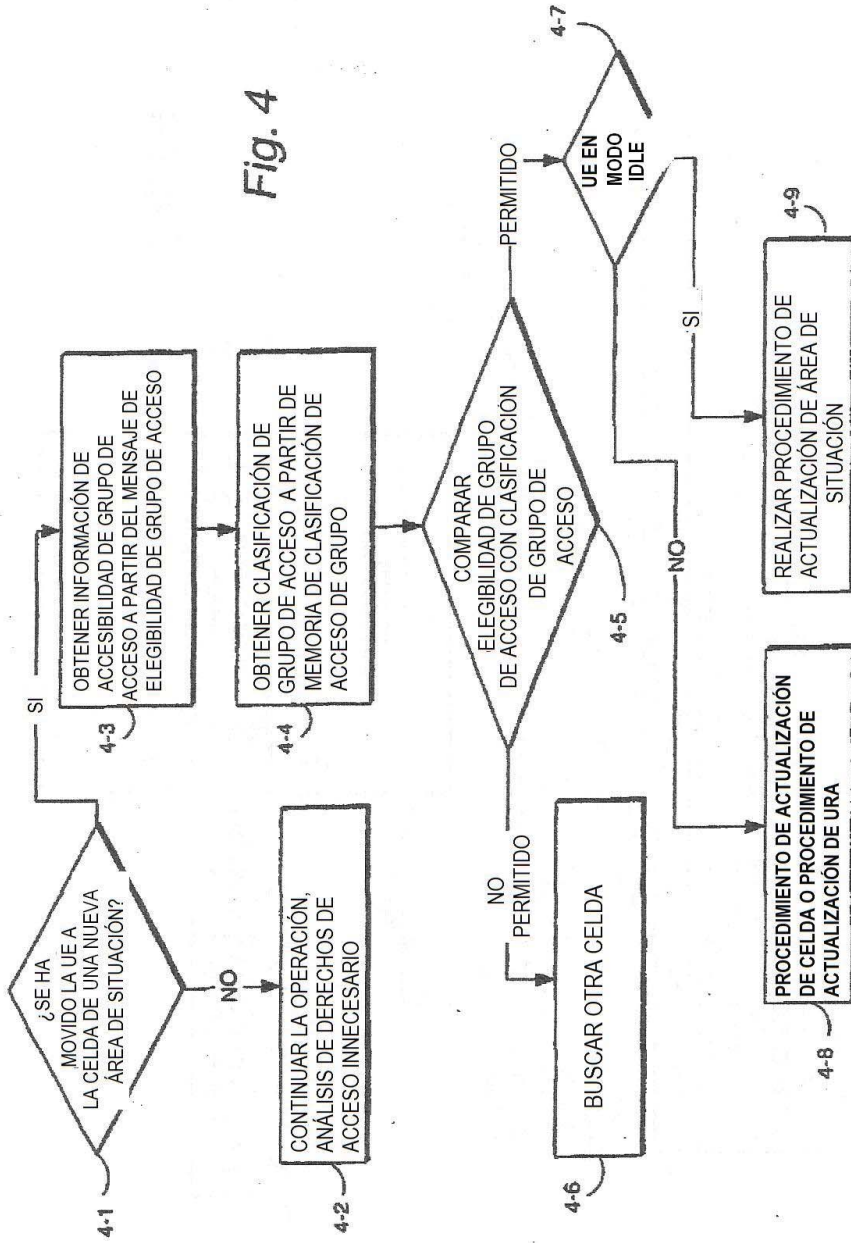 Fig. 4
¿SE HA
MOVIDO LA UE A
LA CELDA DE UNA NUEVA
ÁREA DE SITUACIÓN?
4-1
SI
NO
CONTINUAR LA OPERACIÓN,
ANÁLISIS DE DERECHOS DE
ACCESO INNECESARIO
4-2
OBTENER INFORMACIÓN DE
ACCESIBILIDAD DE GRUPO DE
ACCESO A PARTIR DEL MENSAJE DE
ELEGIBILIDAD DE GRUPO DE ACCESO
4-3
OBTENER CLASIFICACIÓN DE
GRUPO DE ACCESO A PARTIR DE
MEMORIA DE CLASIFICACIÓN DE
ACCESO DE GRUPO
4-4
COMPARAR
ELEGIBILIDAD DE GRUPO
DE ACCESO CON CLASIFICACIÓN
DE GRUPO DE
ACCESO
4-5
NO
PERMITIDO
PERMITIDO
BUSCAR OTRA CELDA
4-6
UE EN
MODO
IDLE
4-7
NO
SI
PROCEDIMIENTO DE ACTUALIZACIÓN
DE CELDA O PROCEDIMIENTO DE
ACTUALIZACIÓN DE URA
4-8
REALIZAR PROCEDIMIENTO DE
ACTUALIZACIÓN DE ÁREA DE
SITUACIÓN
4-9